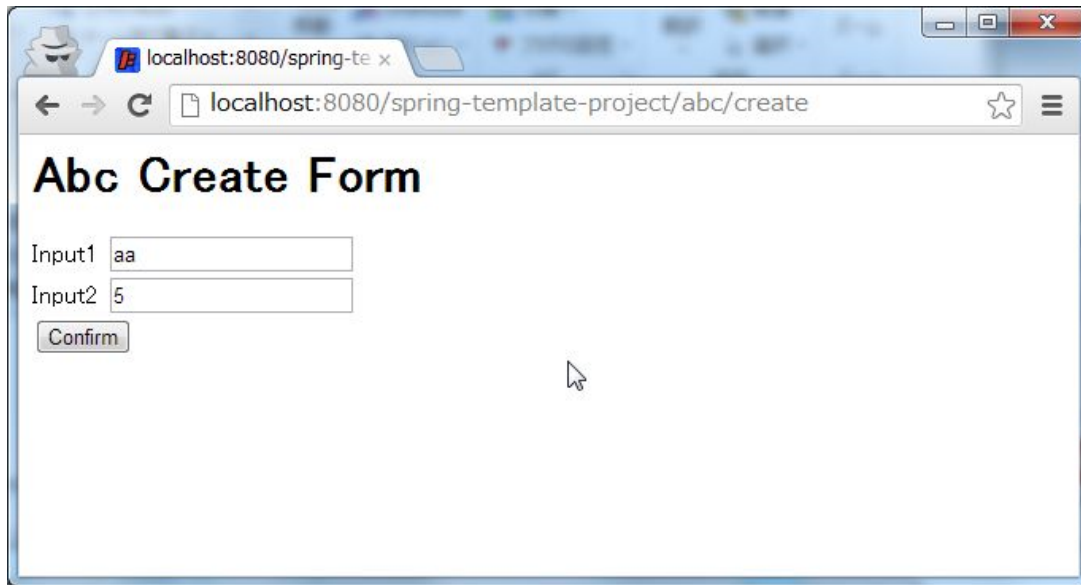 localhost:8080/spring-te
localhost:8080/spring-template-project/abc/create
Abc Create Form
Input1 aa
Input2 5
Confirm